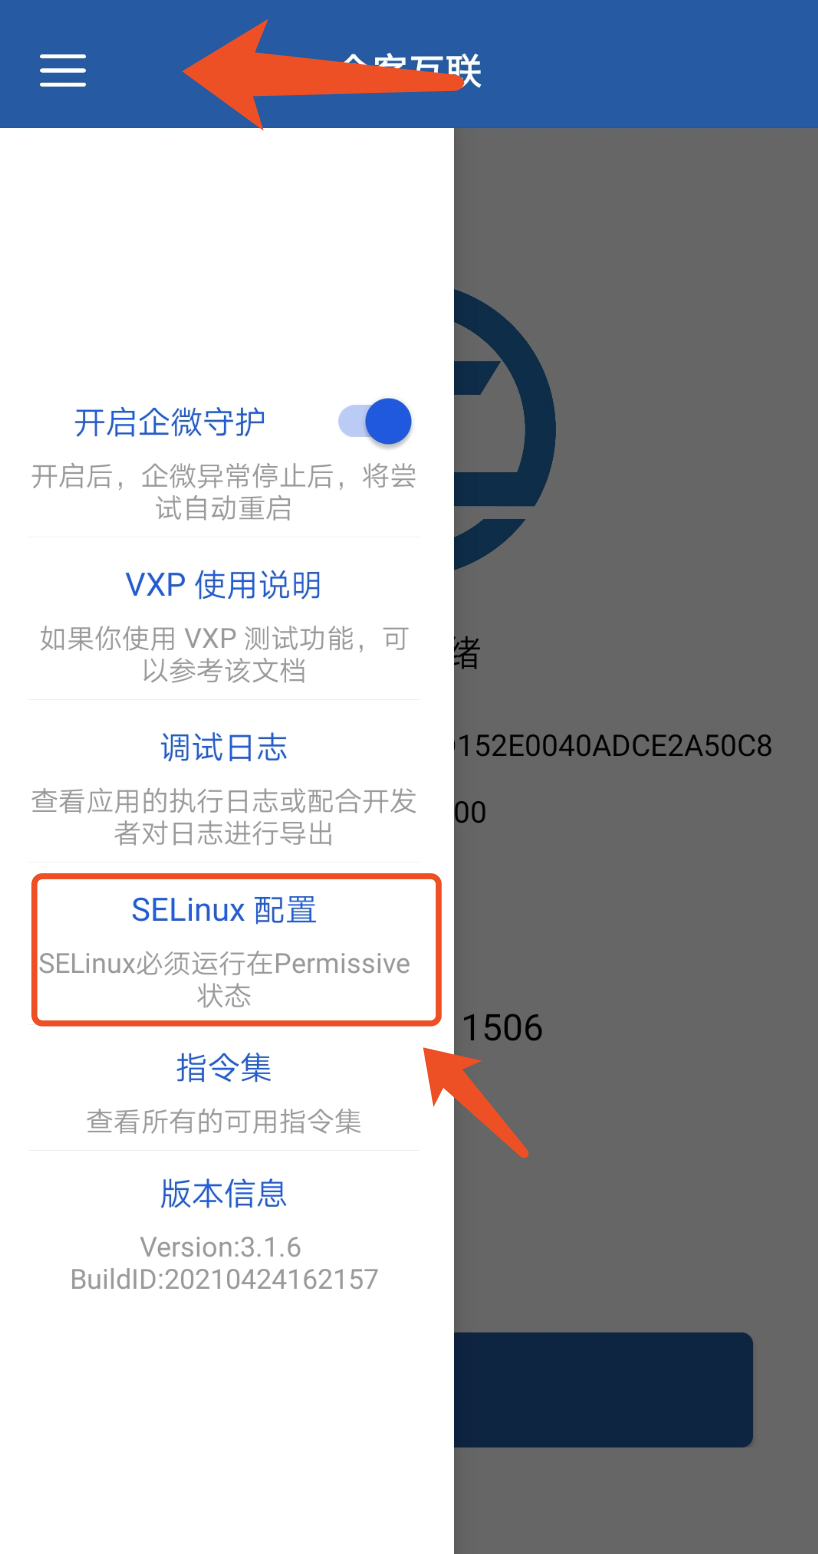 客互联
开启企微守护
开启后，企微异常停止后，将尝
试自动重启
VXP 使用说明
如果你使用 VXP 测试功能，可
以参考该文档
绪
调试日志
152E0040ADCE2A50C8
查看应用的执行日志或配合开发
者对日志进行导出
00
SELinux 配置
SELinux必须运行在Permissive
状态
1506
指令集
查看所有的可用指令集
版本信息
Version:3.1.6
BuildID:20210424162157